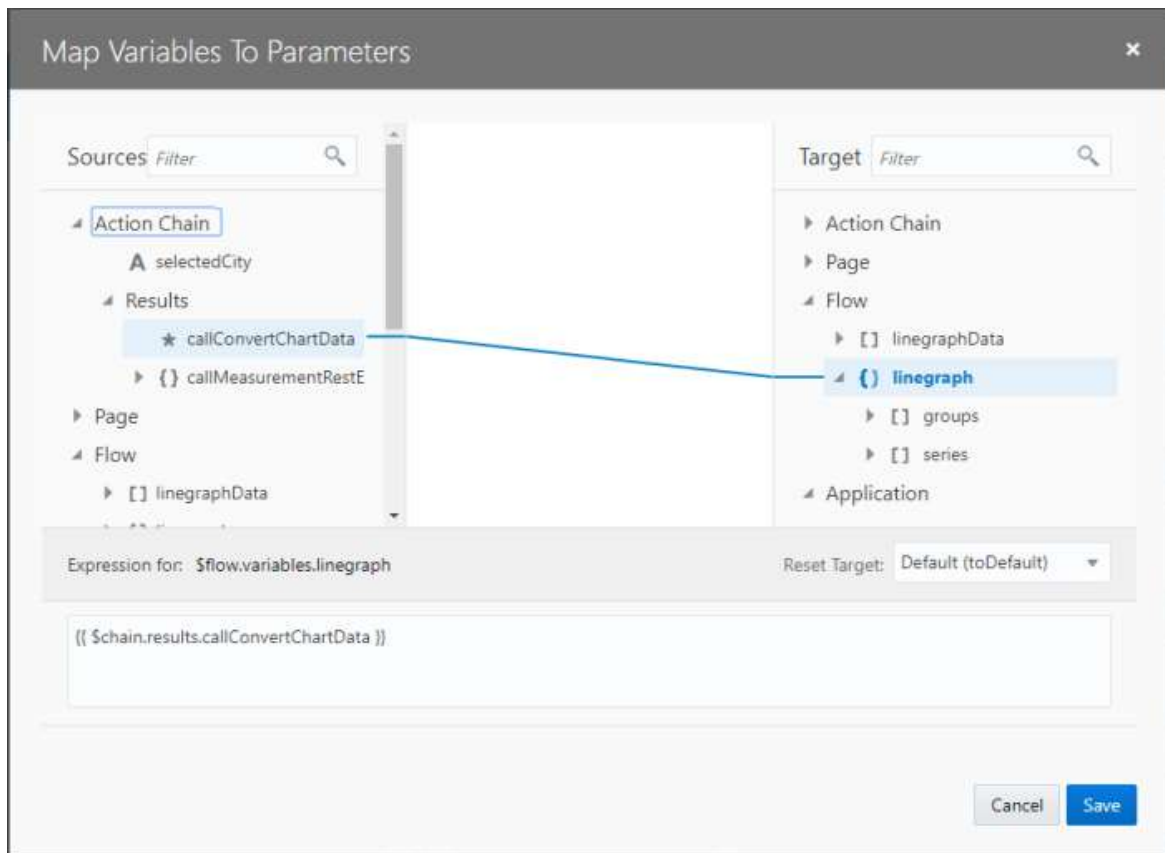 Map Variables To Parameters
Sources Filter
Target Filter
Action Chain
A selectedCity
Results
callConvertChartData
{} callMeasurementRestE
Page
Flow
[] linegraphData
Action Chain
Page
Flow
[] linegraphData
{} linegraph
[] groups
[] series
Application
Expression for: $flow.variables.linegraph
Reset Target: Default (toDefault)
{{ $chain.results.callConvertChartData }}
Cancel
Save